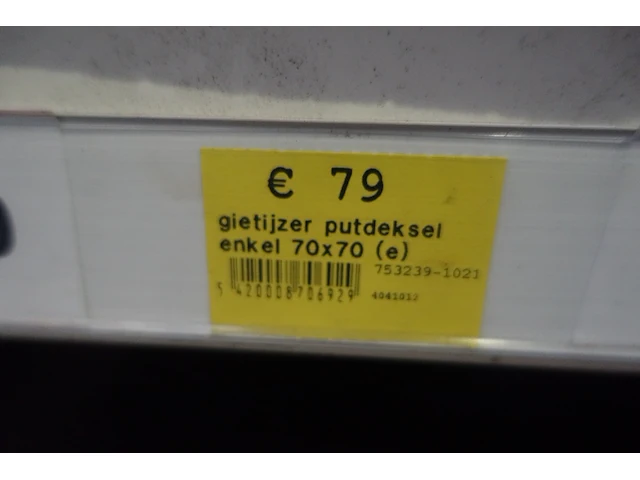 € 79
gietijzer putdeksel
enkel 70x70 (e)
753239-1021
5 420008 706929
4041012